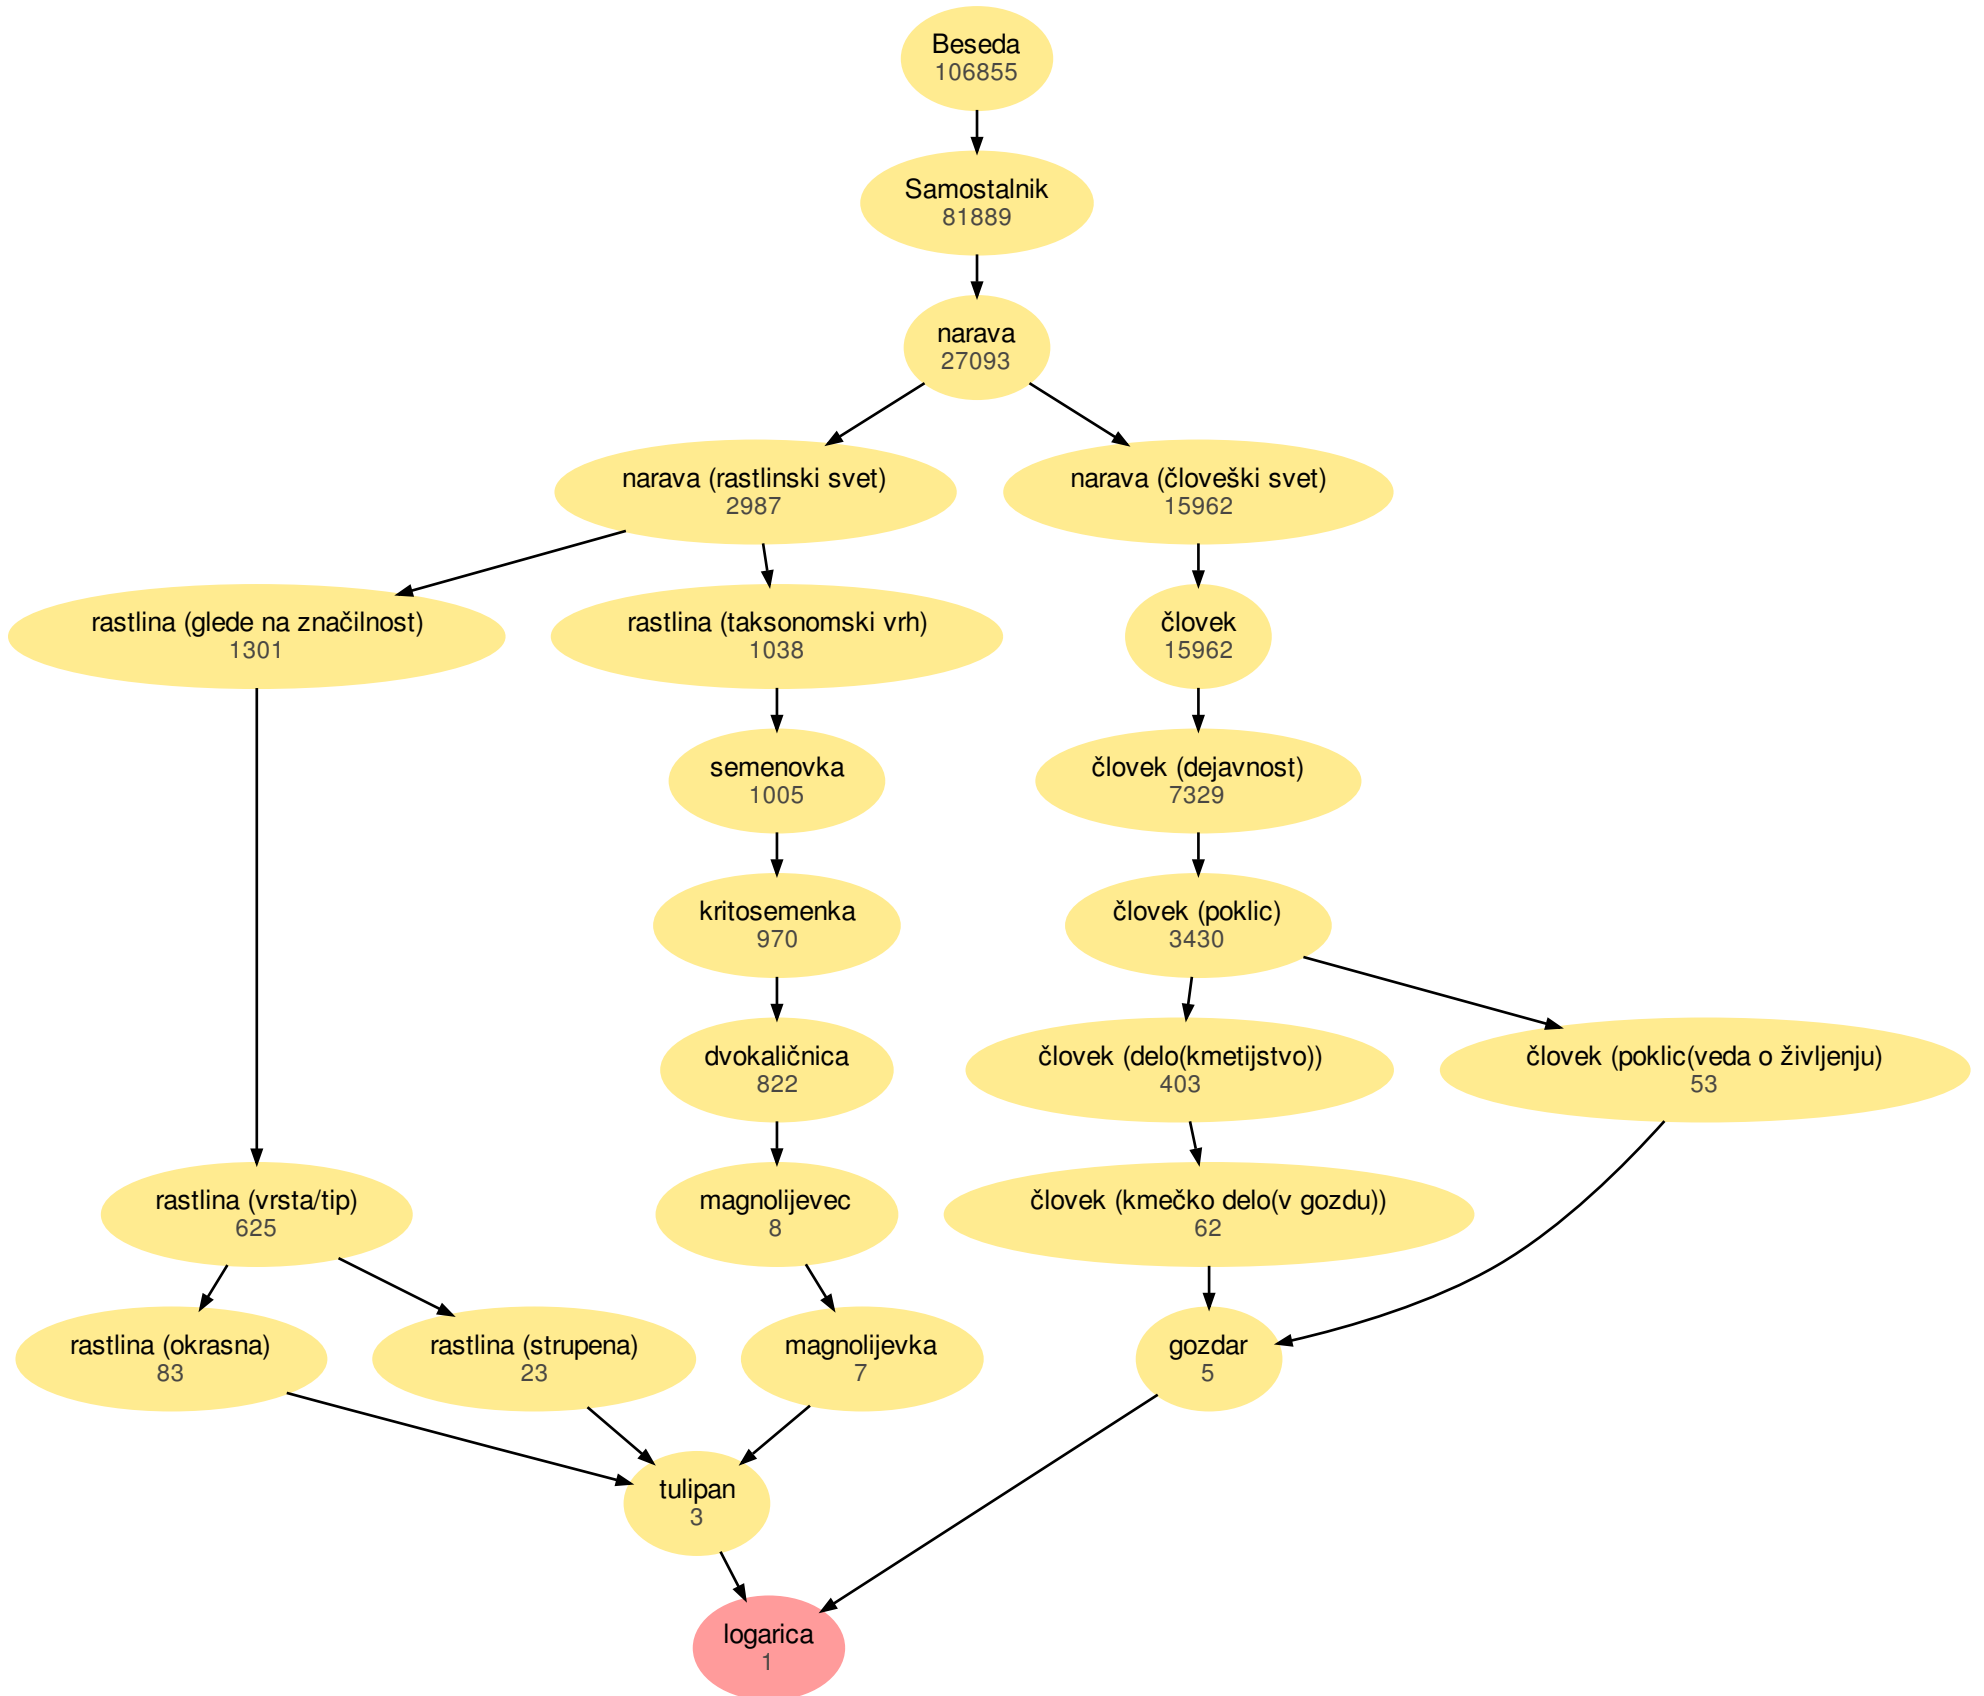 Beseda
106855
Samostalnik
81889
narava
27093
narava (rastlinski svet)
2987
narava (človeški svet)
15962
rastlina (glede na značilnost)
1301
rastlina (taksonomski vrh)
1038
človek
15962
semenovka
1005
človek (dejavnost)
7329
kritosemenka
970
človek (poklic)
3430
dvokaličnica
822
človek (delo(kmetijstvo))
403
človek (poklic(veda o življenju)
53
rastlina (vrsta/tip)
625
magnolijevec
8
človek (kmečko delo(v gozdu))
62
rastlina (okrasna)
83
rastlina (strupena)
23
magnolijevka
7
gozdar
5
tulipan
3
logarica
1